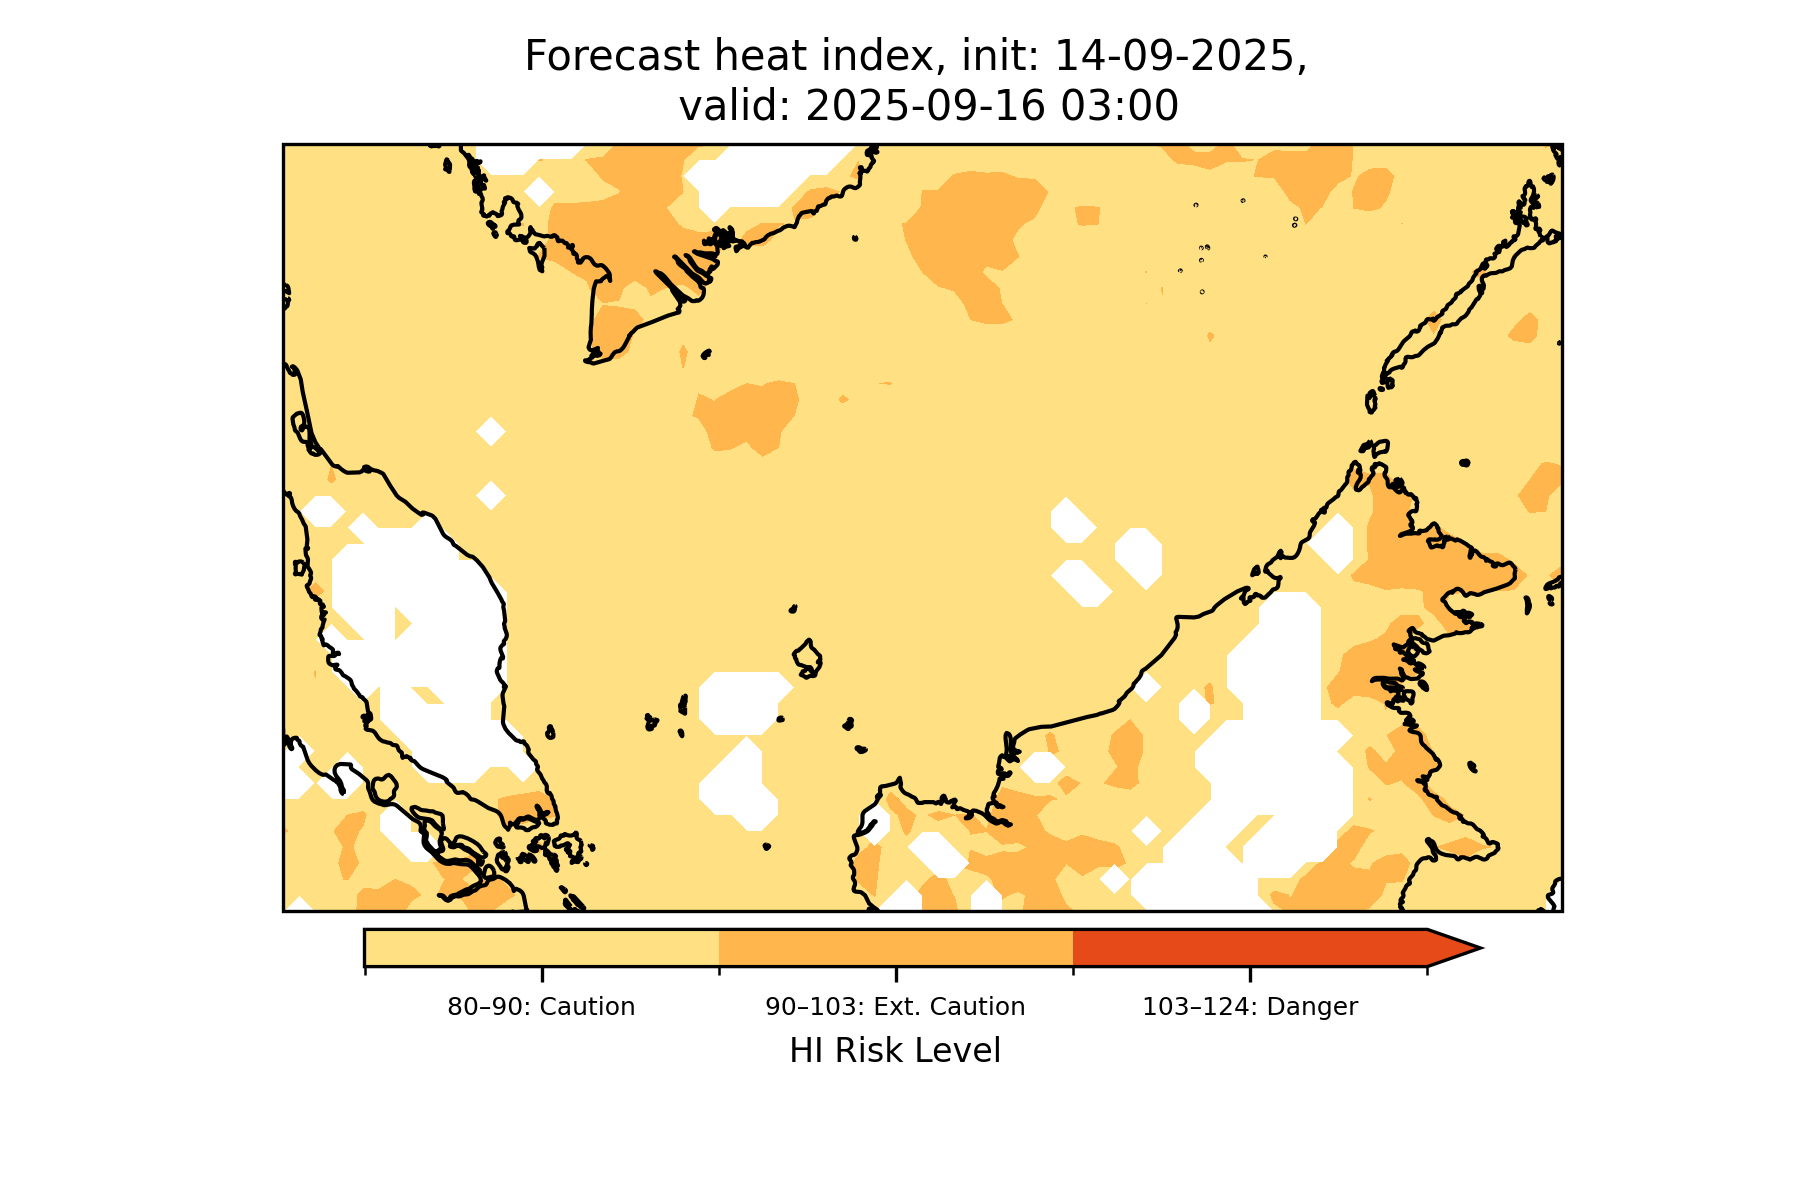 Forecast heat index, init: 14-09-2025,
valid: 2025-09-16 03:00
80–90: Caution
90–103: Ext. Caution
103–124: Danger
HI Risk Level